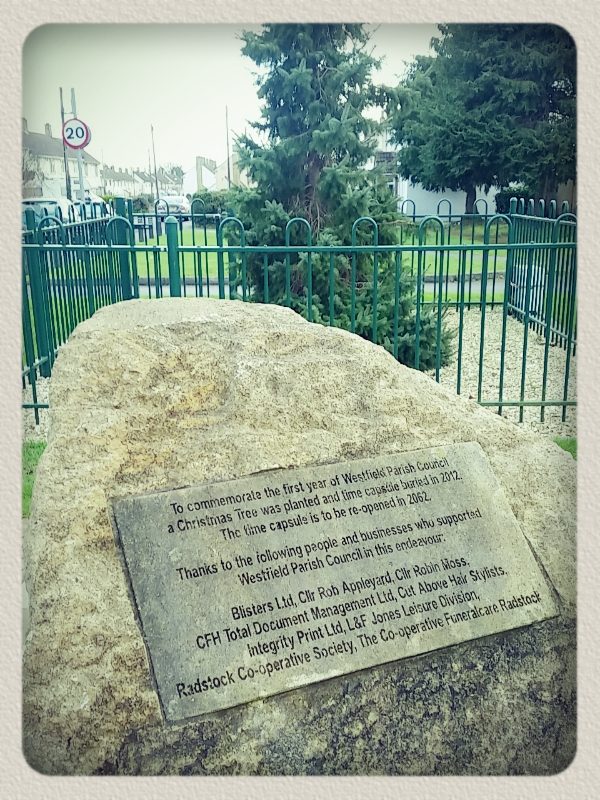 20
To commemorate the first year of Westfield Parish Council
a Christmas Tree was planted and time capsule buried in 2012.
The time capsule is to be re-opened in 2062.
Thanks to the following people and businesses who supported
Westfield Parish Council in this endeavour:
Blisters Ltd, Cllr Rob Appleyard, Cllr Robin Moss,
CFH Total Document Management Ltd, Cut Above Hair Stylists,
Integrity Print Ltd, L&F Jones Leisure Division,
Radstock Co-operative Society, The Co-operative Funeralcare Radstock